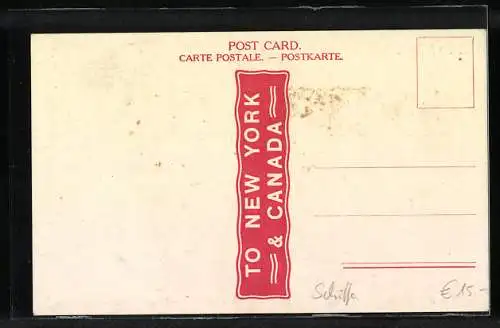 POST CARD.
CARTE POSTALE. — POSTKARTE.
TO NEW YORK
& CANADA
Schiffe
€ 15-